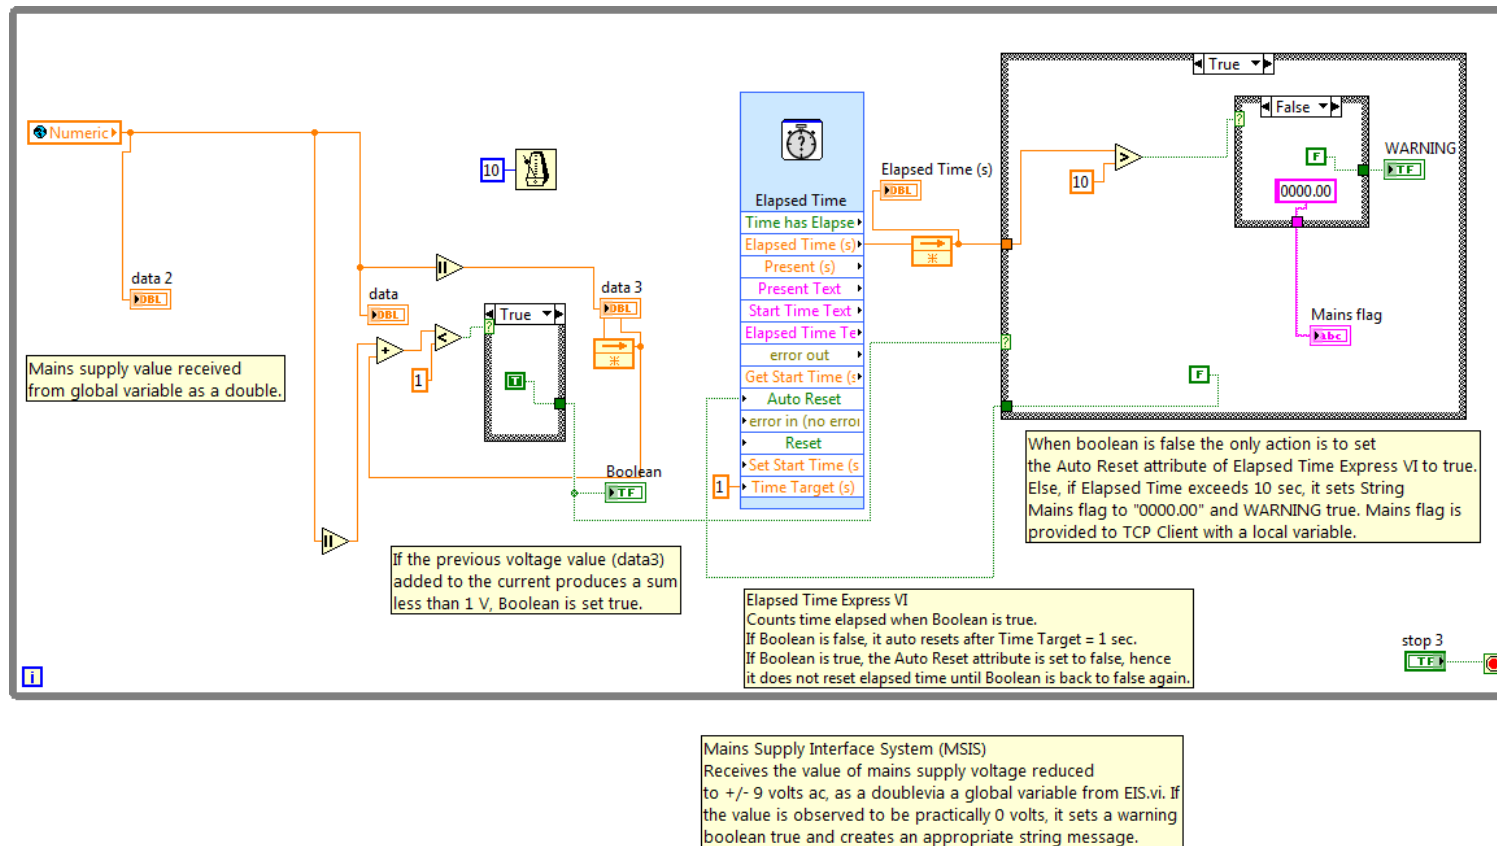 True
False
Numeric
WARNING
F
TF
10
Elapsed Time (s)
DBL
10
0000.00
Elapsed Time
Time has Elapse
Elapsed Time (s)
Present (s)
Present Text
Start Time Text
Elapsed Time Te
error out
Get Start Time (s
Auto Reset
error in (no erroi
Reset
Set Start Time (s
Time Target (s)
data 2
DBL
data
DBL
data 3
DBL
True
Mains flag
abc
Mains supply value received
from global variable as a double.
1
T
F
Boolean
TF
1
When boolean is false the only action is to set
the Auto Reset attribute of Elapsed Time Express VI to true.
Else, if Elapsed Time exceeds 10 sec, it sets String
Mains flag to "0000.00" and WARNING true. Mains flag is
provided to TCP Client with a local variable.
If the previous voltage value (data3)
added to the current produces a sum
less than 1 V, Boolean is set true.
Elapsed Time Express VI
Counts time elapsed when Boolean is true.
If Boolean is false, it auto resets after Time Target = 1 sec.
If Boolean is true, the Auto Reset attribute is set to false, hence
it does not reset elapsed time until Boolean is back to false again.
stop 3
TF
i
Mains Supply Interface System (MSIS)
Receives the value of mains supply voltage reduced
to +/- 9 volts ac, as a doublevia a global variable from EIS.vi. If
the value is observed to be practically 0 volts, it sets a warning
boolean true and creates an appropriate string message.